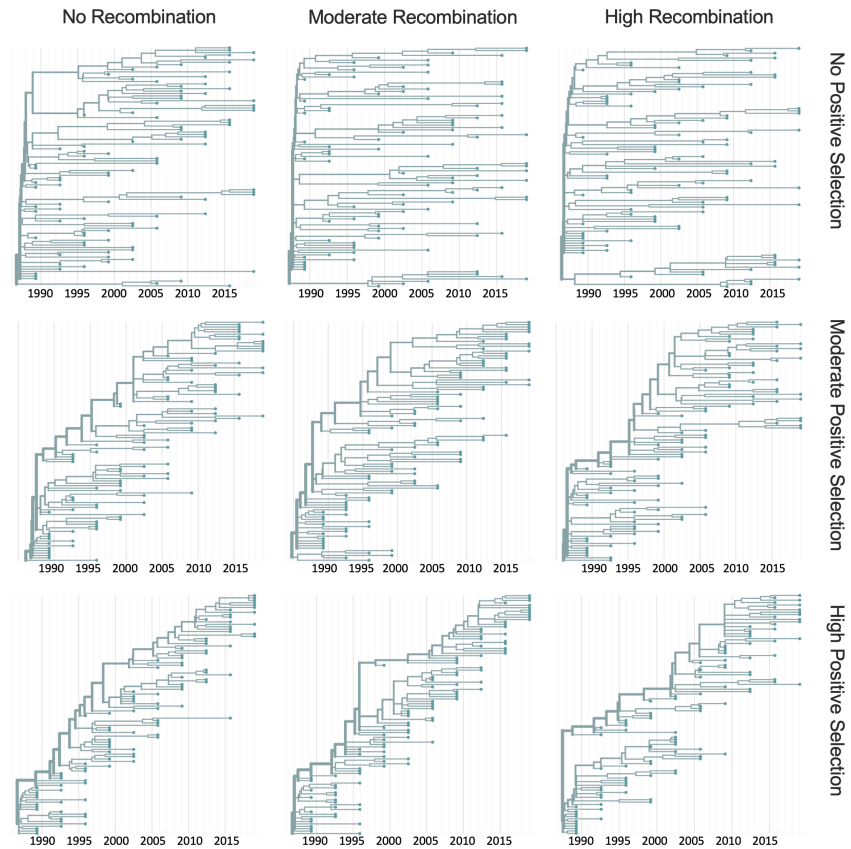 No Recombination
Moderate Recombination
High Recombination
No Positive Selection
1990 1995 2000 2005 2010 2015
1990 1995 2000 2005 2010 2015
1990 1995 2000 2005 2010 2015
Moderate Positive Selection
1990 1995 2000 2005 2010 2015
1990 1995 2000 2005 2010 2015
1990 1995 2000 2005 2010 2015
High Positive Selection
1990 1995 2000 2005 2010 2015
1990 1995 2000 2005 2010 2015
1990 1995 2000 2005 2010 2015